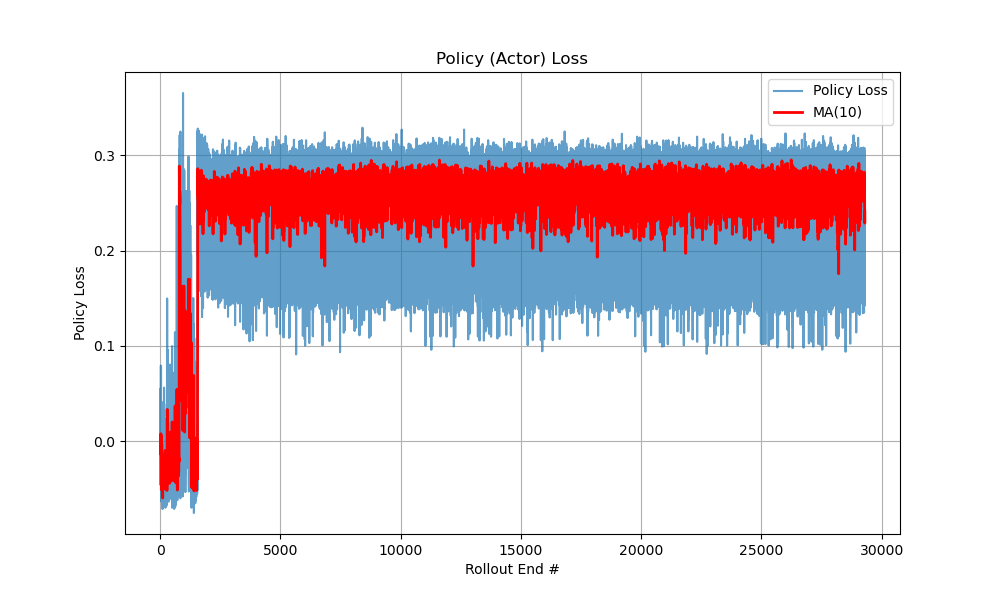 Policy (Actor) Loss
Policy Loss
MA(10)
Policy Loss
0.3
0.2
0.1
0.0
0
5000
10000
15000
20000
25000
30000
Rollout End #